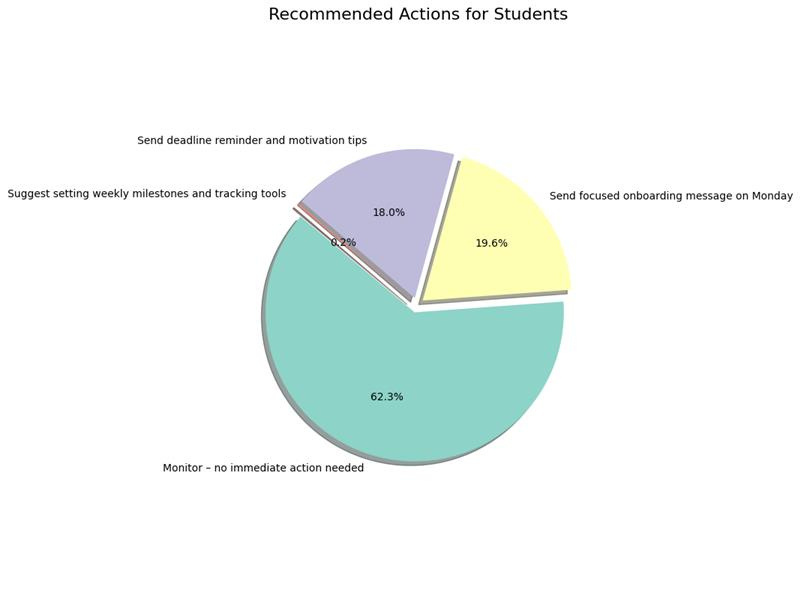 Recommended Actions for Students
Send deadline reminder and motivation tips
Suggest setting weekly milestones and tracking tools
Send focused onboarding message on Monday
18.0%
0.2%
19.6%
62.3%
Monitor – no immediate action needed